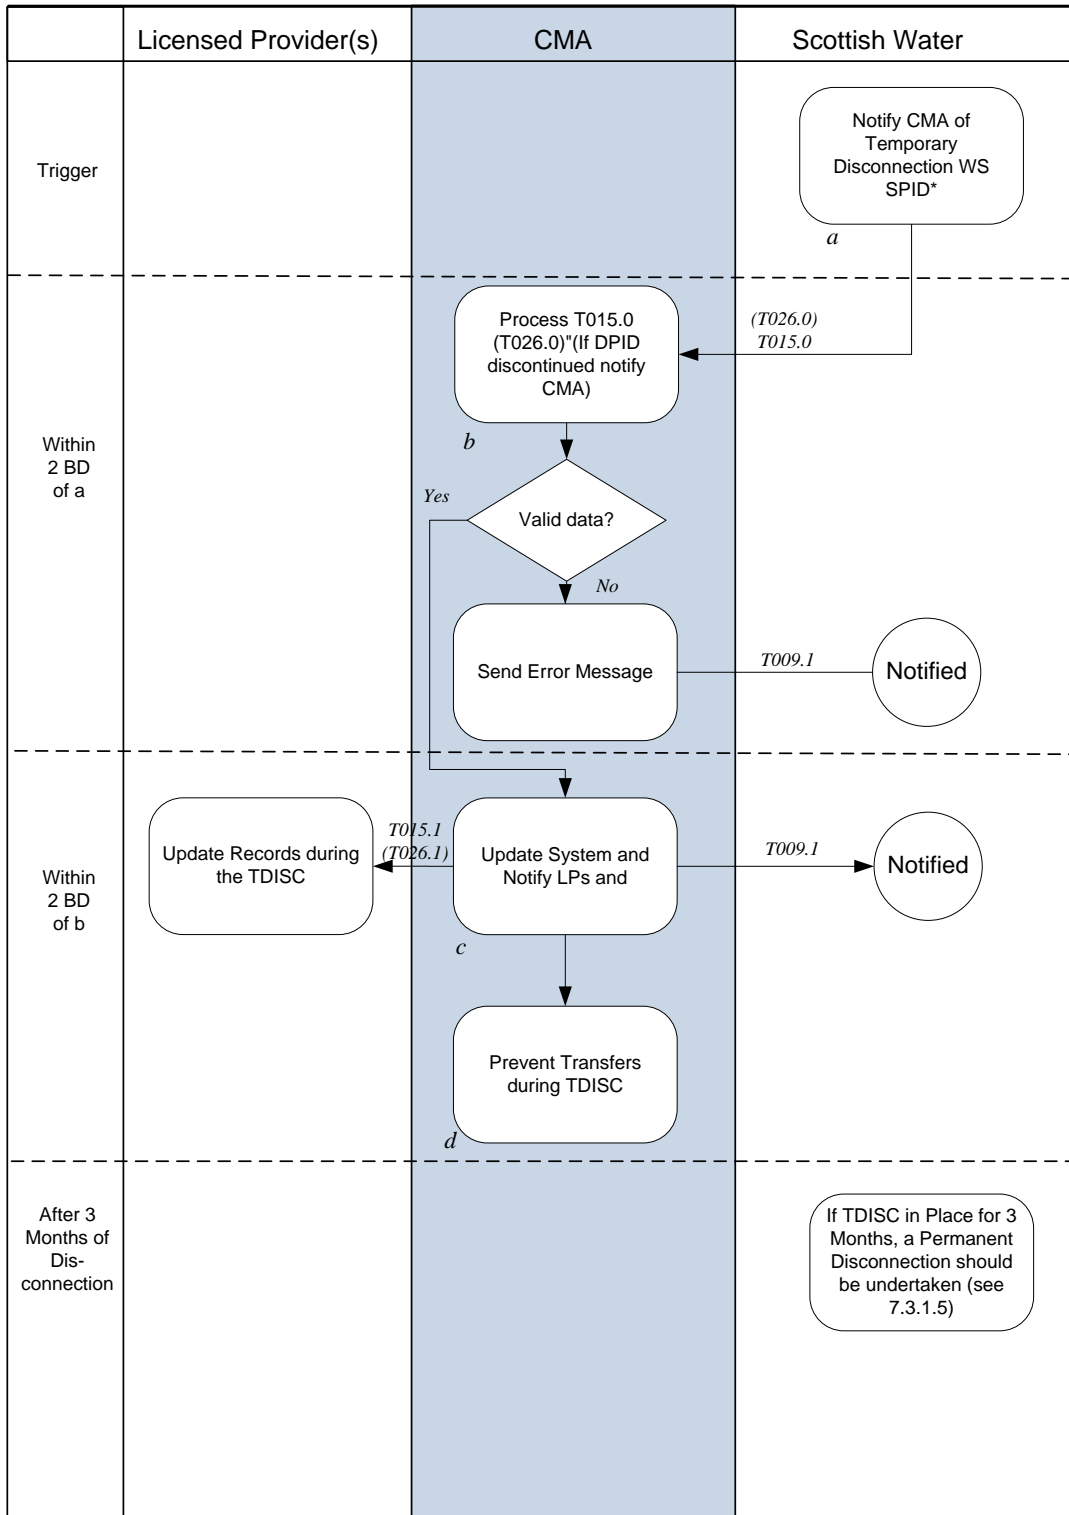 Licensed Provider(s)
CMA
Scottish Water
Trigger
Notify CMA of
Temporary
Disconnection WS
SPID*
a
Within
2 BD
of a
Process T015.0
(T026.0)"(If DPID
discontinued notify
CMA)
b
(T026.0)
T015.0
Valid data?
Yes
No
Send Error Message
T009.1
Notified
Within
2 BD
of b
Update Records during
the TDISC
T015.1
(T026.1)
Update System and
Notify LPs and
c
T009.1
Notified
Prevent Transfers
during TDISC
d
After 3
Months of
Dis-
connection
If TDISC in Place for 3
Months, a Permanent
Disconnection should
be undertaken (see
7.3.1.5)